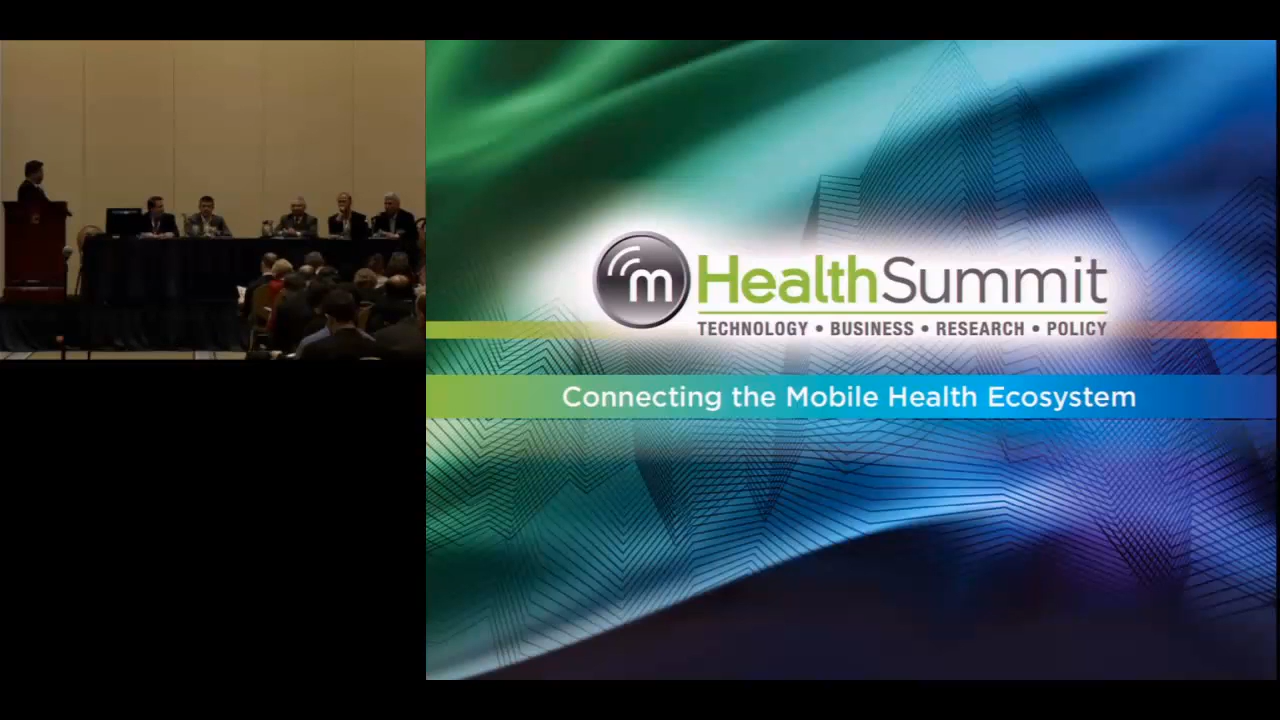 mHealthSummit
TECHNOLOGY • BUSINESS • RESEARCH • POLICY
Connecting the Mobile Health Ecosystem